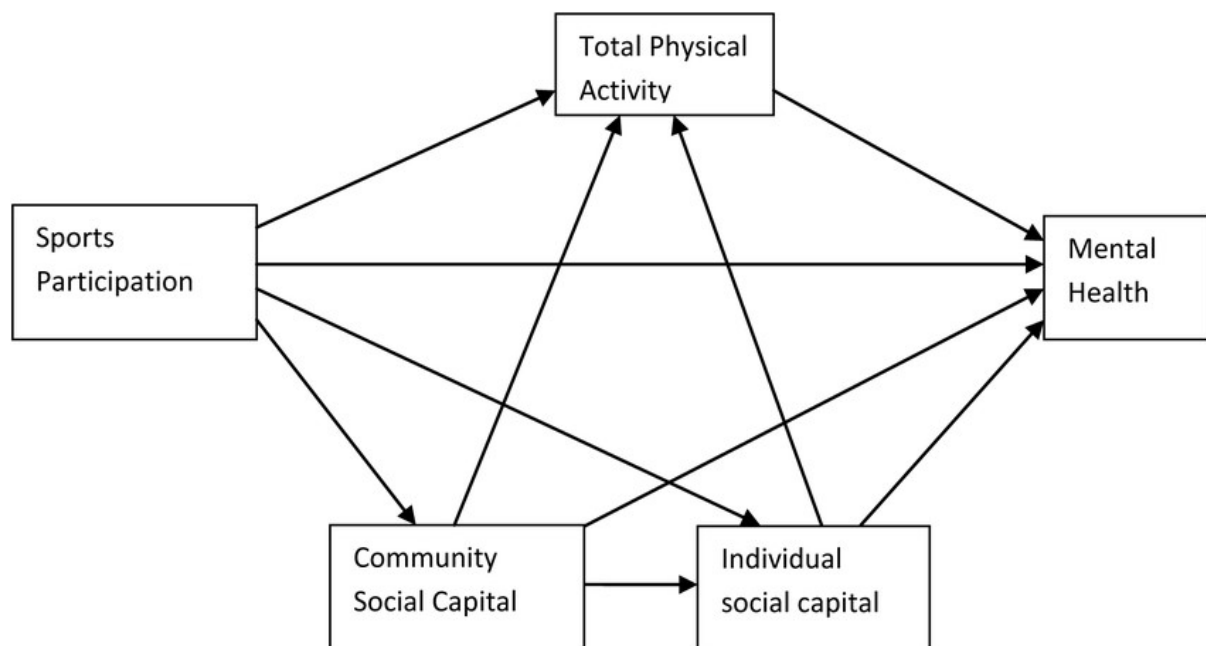 Total Physical
Activity
Sports
Participation
Mental
Health
Community
Social Capital
Individual
social capital